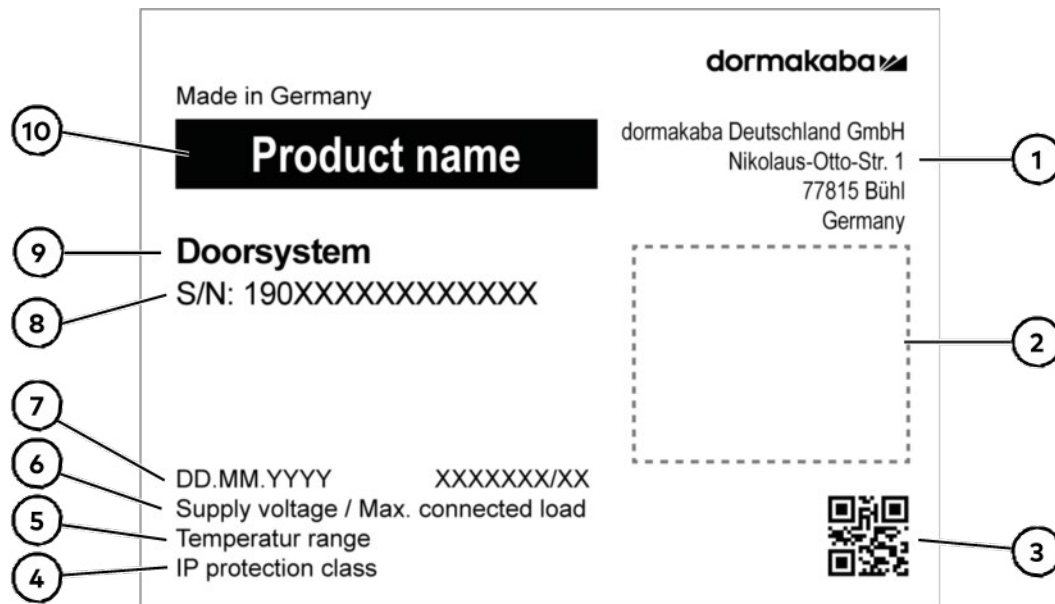 dormakaba
Made in Germany
10
Product name
dormakaba Deutschland GmbH
Nikolaus-Otto-Str. 1
77815 Bühl
Germany
1
9
Doorsystem
8
S/N: 190XXXXXXXXXXXX
2
7
DD.MM.YYYY XXXXXXX/XX
6
Supply voltage / Max. connected load
5
Temperatur range
4
IP protection class
3